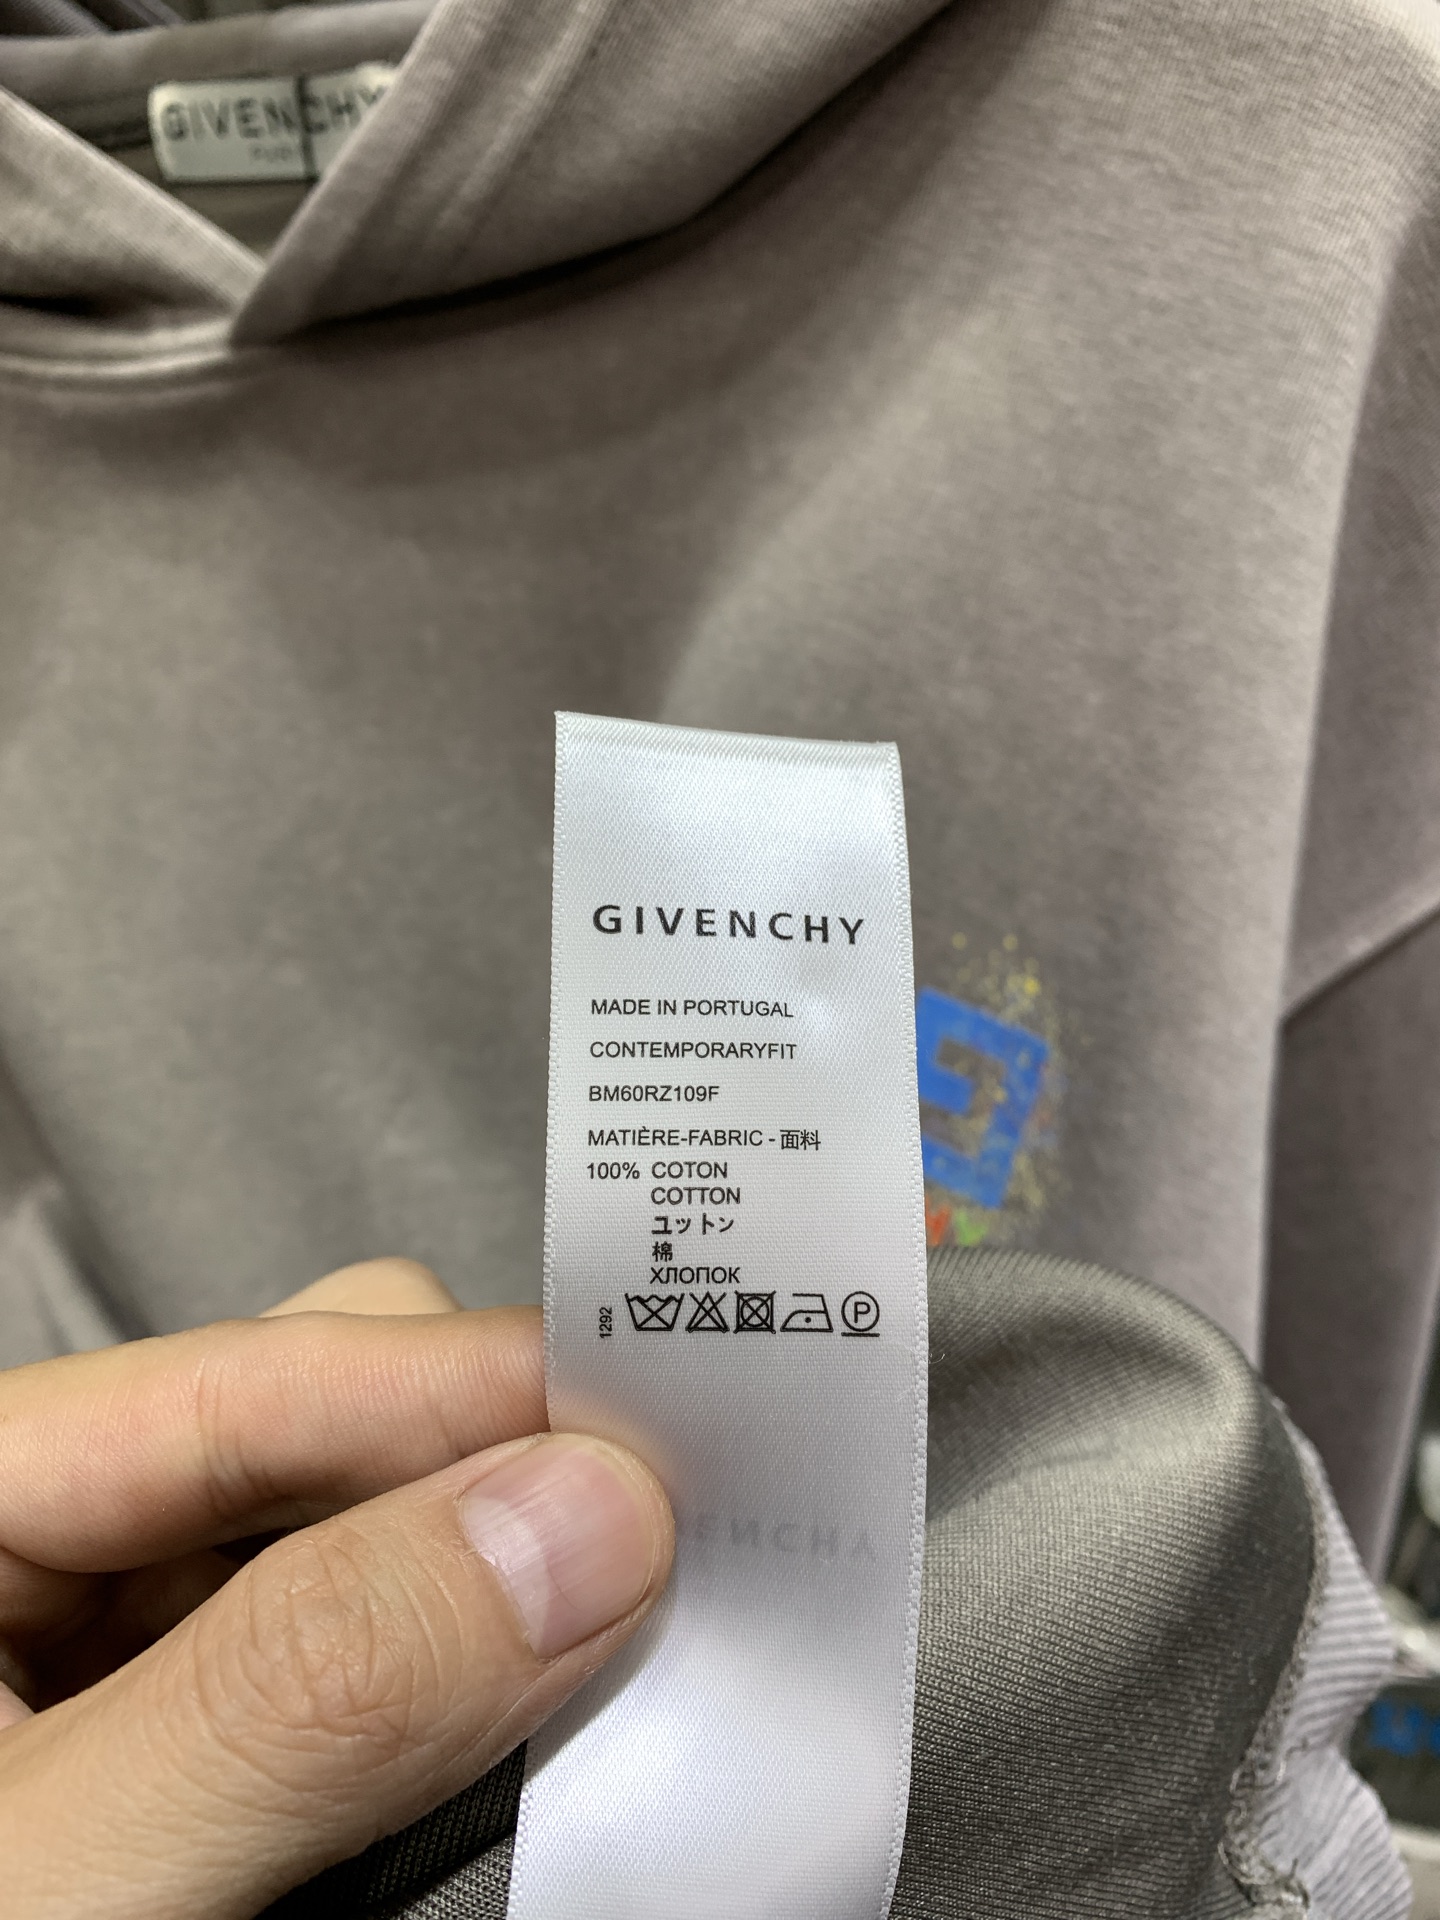 GIVENCHY
GIVENCHY
MADE IN PORTUGAL
CONTEMPORARYFIT
BM60RZ109F
MATIÈRE-FABRIC - 面料
100% COTON
COTTON
ユットン
棉
ХЛОПОК
1292
P